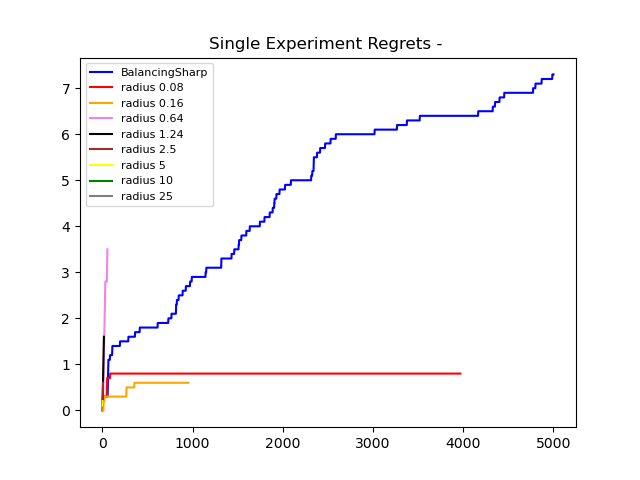 Single Experiment Regrets -
BalancingSharp
radius 0.08
radius 0.16
radius 0.64
radius 1.24
radius 2.5
radius 5
radius 10
radius 25
7
6
5
4
3
2
1
0
0 1000 2000 3000 4000 5000